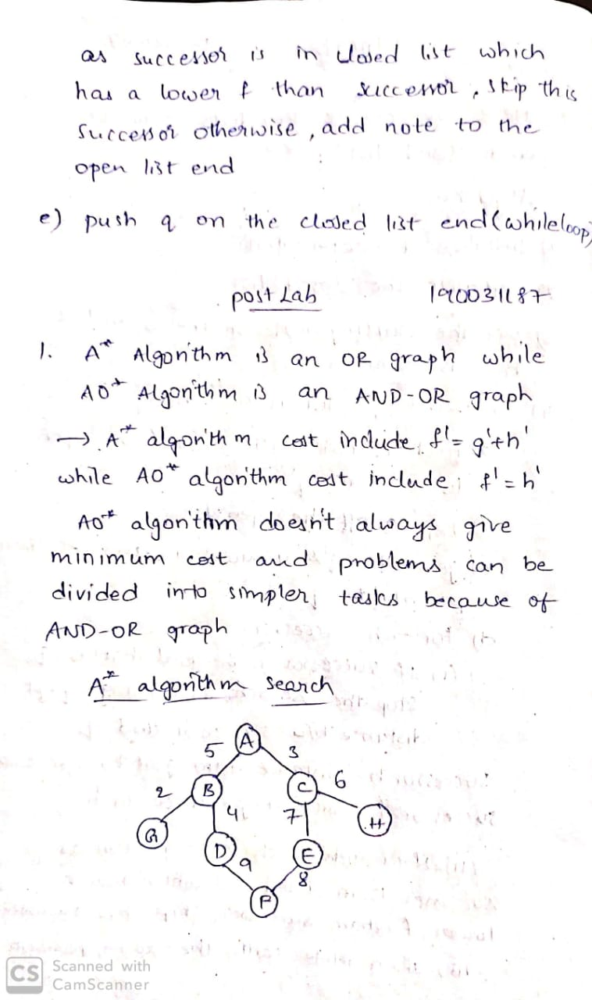 as successor is in closed list which
has a lower f than successor, skip this
successor otherwise, add note to the
open list end
e) push q on the closed list end (while loop)
post Lab 190031187
1. A* Algorithm is an OR graph while
AO* Algorithm is an AND-OR graph
→ A* algorithm cost include f'= g'+h'
while AO* algorithm cost include f' = h'
AO* algorithm doesn't always give
minimum cost and problems can be
divided into simpler tasks because of
AND-OR graph
A* algorithm search
A
5 3
B C 6
2 4 7
G D E H
9 8
F
CS Scanned with
CamScanner